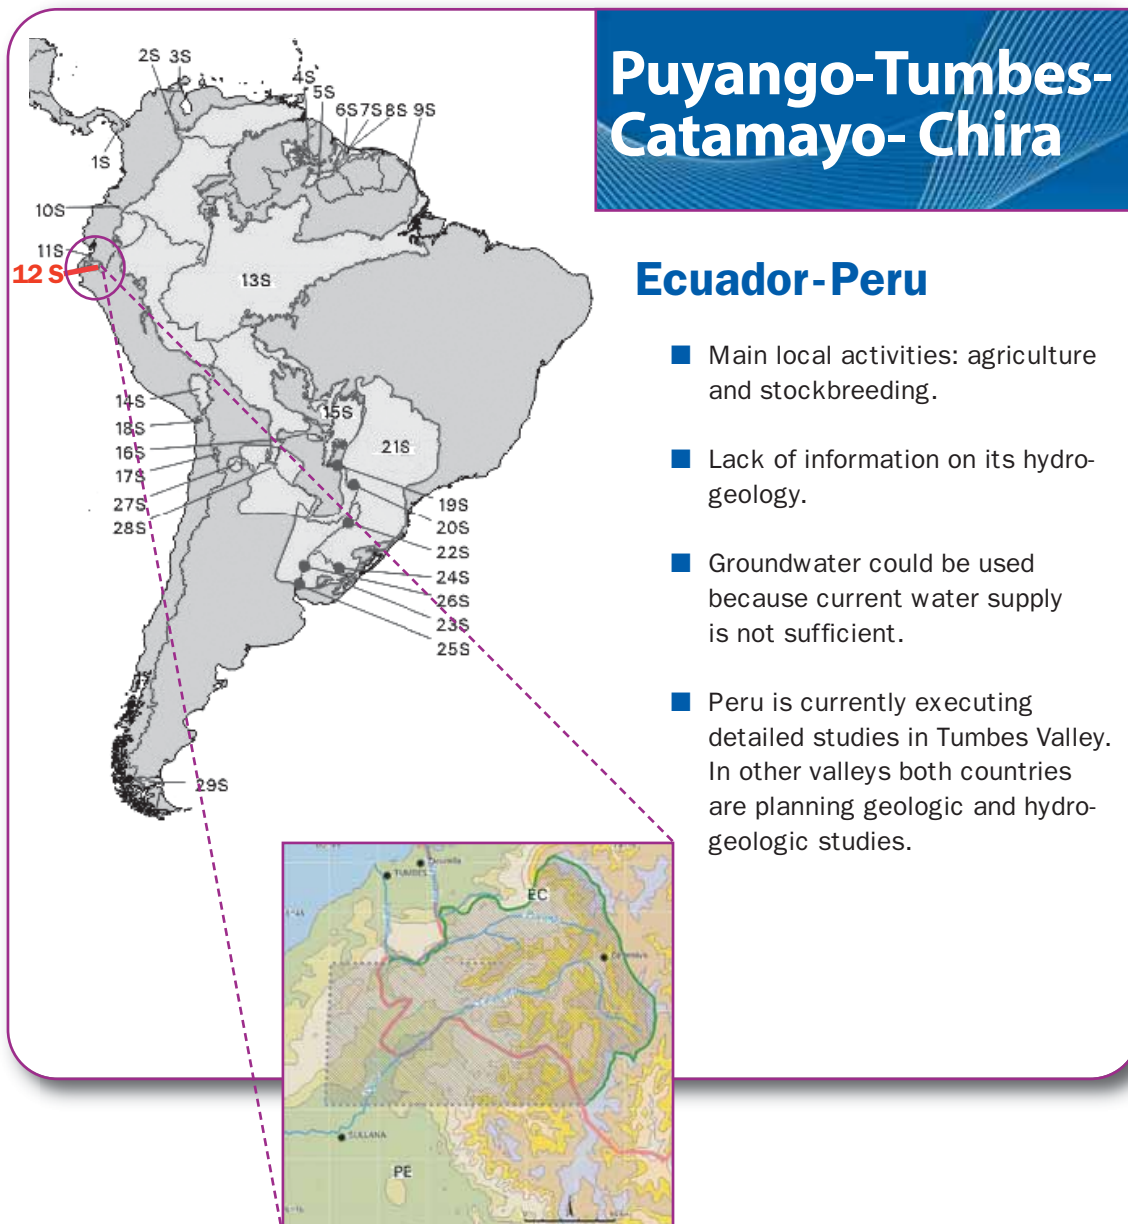 Puyango-Tumbes-
Catamayo- Chira
Ecuador-Peru
■ Main local activities: agriculture
and stockbreeding.
■ Lack of information on its hydro-
geology.
■ Groundwater could be used
because current water supply
is not sufficient.
■ Peru is currently executing
detailed studies in Tumbes Valley.
In other valleys both countries
are planning geologic and hydro-
geologic studies.
2S
3S
4S
5S
6S
7S
8S
9S
1S
10S
11S
12 S
13S
14S
15S
18S
16S
21S
17S
27S
19S
28S
20S
22S
24S
26S
23S
25S
29S
TUMBES
EC
SULLANA
PE